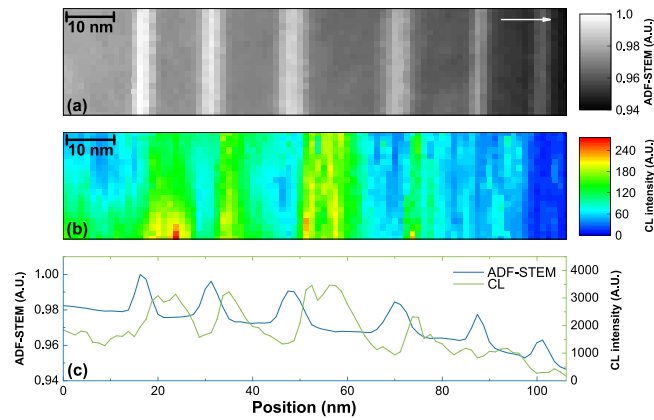 10 nm
(a)
1.0
0.98
0.96
0.94
ADF-STEM (A.U.)
10 nm
(b)
240
180
120
60
0
CL intensity (A.U.)
ADF-STEM (A.U.)
1.00
0.98
0.96
0.94
(c)
ADF-STEM
CL
4000
3000
2000
1000
0
CL intensity (A.U.)
0 20 40 60 80 100
Position (nm)